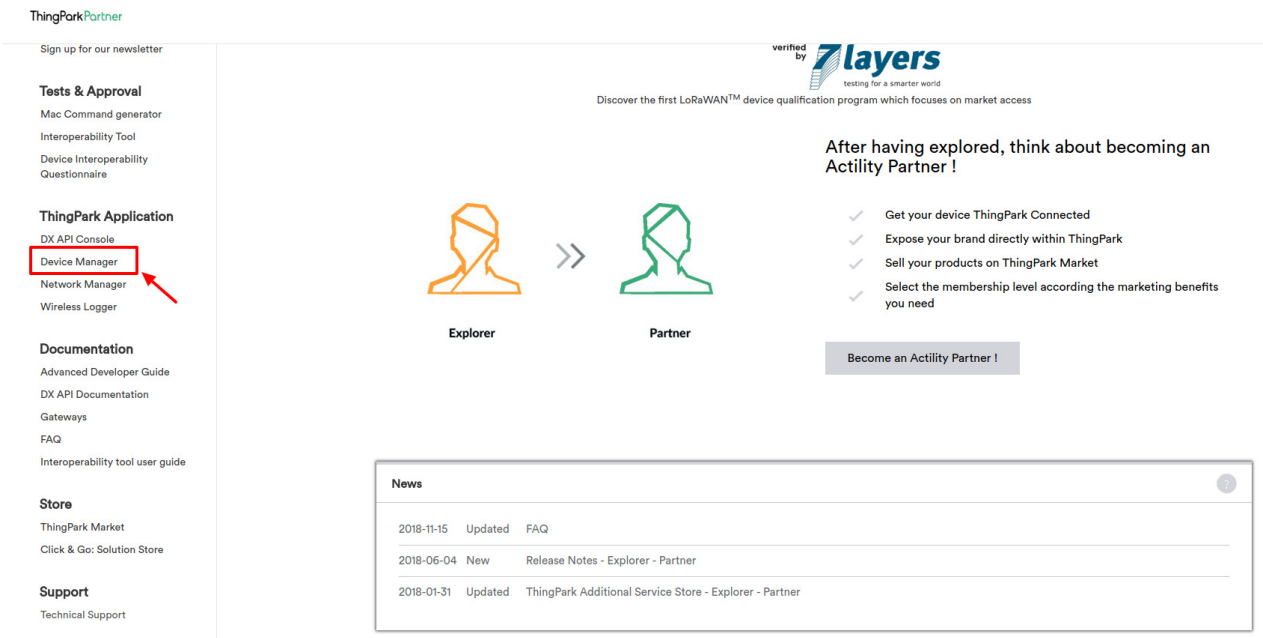 ThingParkPartner
Sign up for our newsletter
Tests & Approval
Mac Command generator
Interoperability Tool
Device Interoperability
Questionnaire
ThingPark Application
DX API Console
Device Manager
Network Manager
Wireless Logger
Documentation
Advanced Developer Guide
DX API Documentation
Gateways
FAQ
Interoperability tool user guide
Store
ThingPark Market
Click & Go: Solution Store
Support
Technical Support
verified
by
7layers
testing for a smarter world
Discover the first LoRaWAN™ device qualification program which focuses on market access
Explorer
Partner
After having explored, think about becoming an
Actility Partner !
Get your device ThingPark Connected
Expose your brand directly within ThingPark
Sell your products on ThingPark Market
Select the membership level according the marketing benefits
you need
Become an Actility Partner !
News
?
2018-11-15 Updated FAQ
2018-06-04 New Release Notes - Explorer - Partner
2018-01-31 Updated ThingPark Additional Service Store - Explorer - Partner